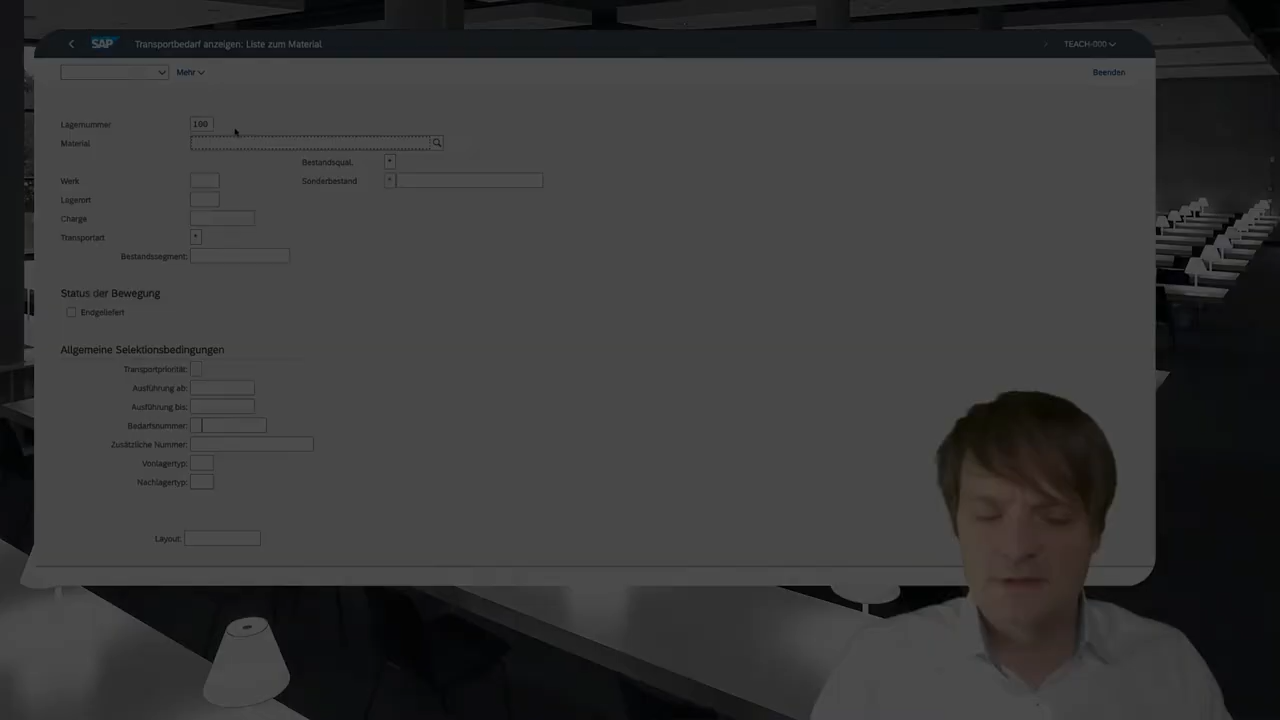 SAP Transportbedarf anzeigen: Liste zum Material TEACH-000
Mehr Beenden
Lagernummer 100
Material
Bestandsqual. *
Werk Sonderbestand *
Lagerort
Charge
Transportart *
Bestandssegment:
Status der Bewegung
Endgeliefert
Allgemeine Selektionsbedingungen
Transportpriorität:
Ausführung ab:
Ausführung bis:
Bedarfsnummer:
Zusätzliche Nummer:
Vonlagertyp:
Nachlagertyp:
Layout: